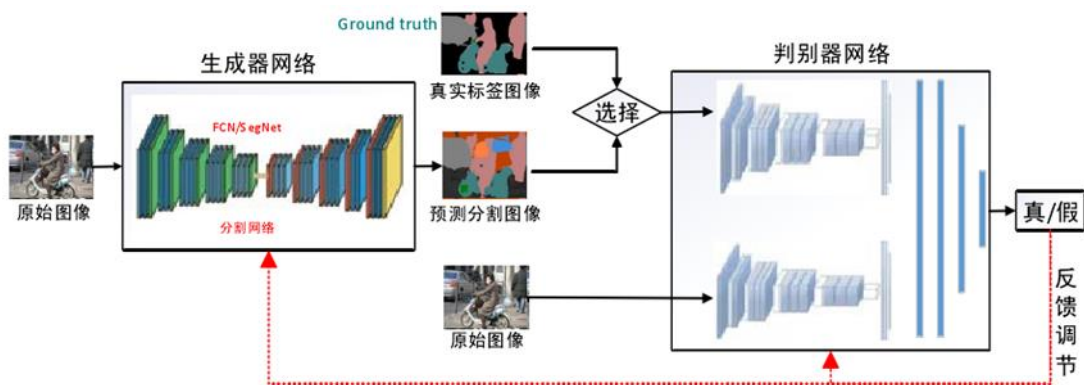 Ground truth
生成器网络
判别器网络
真实标签图像
选择
FCN/SegNet
原始图像
分割网络
预测分割图像
真/假
原始图像
反馈调节